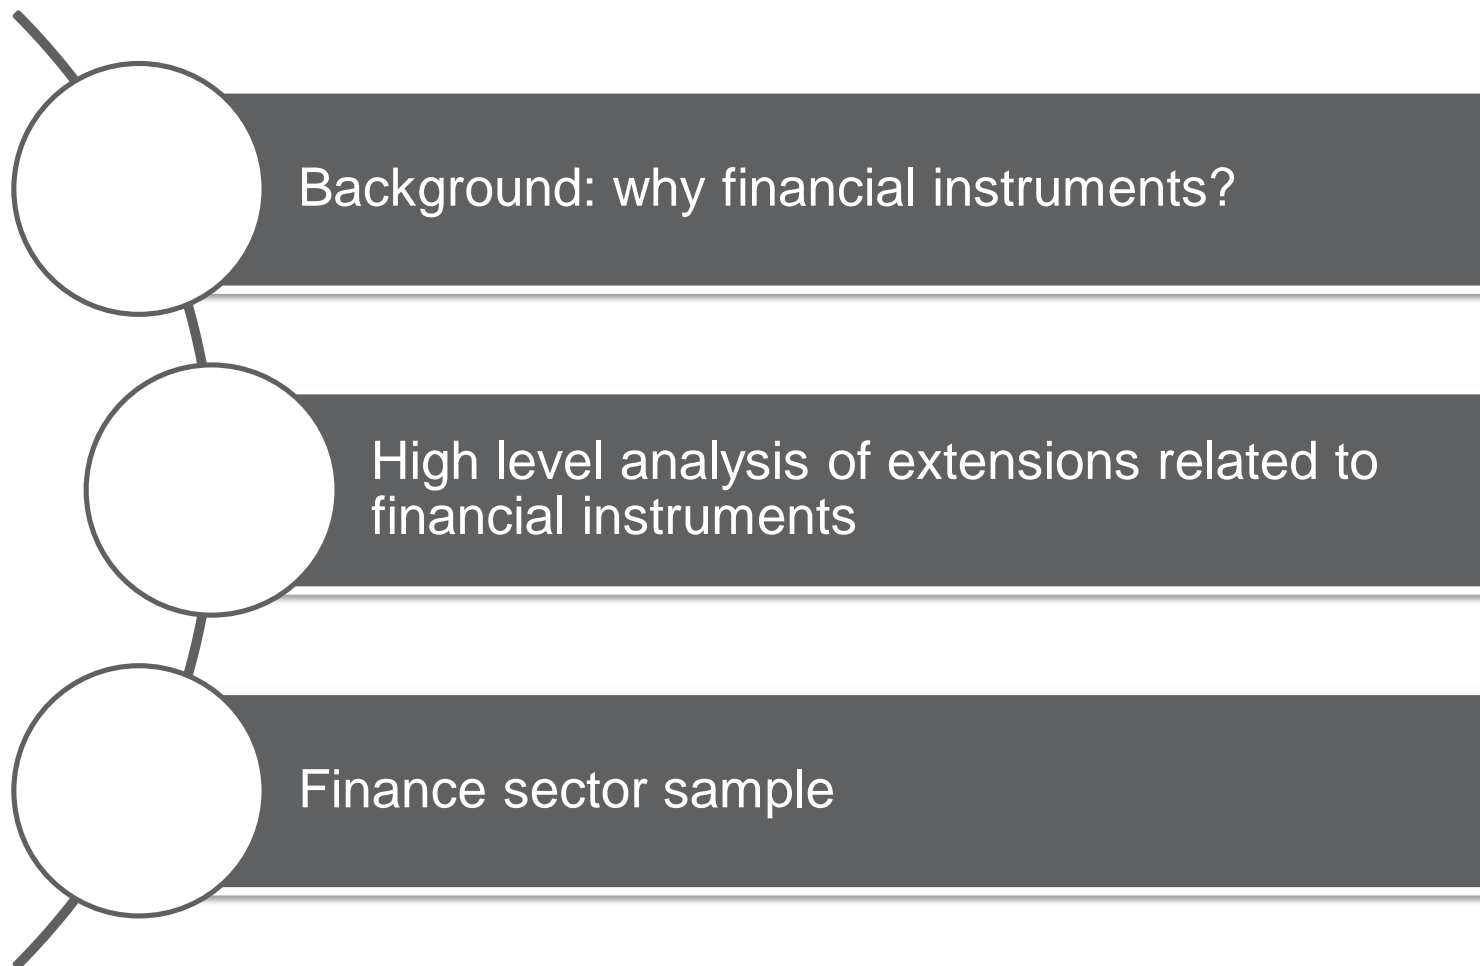 Background: why financial instruments?
High level analysis of extensions related to
financial instruments
Finance sector sample